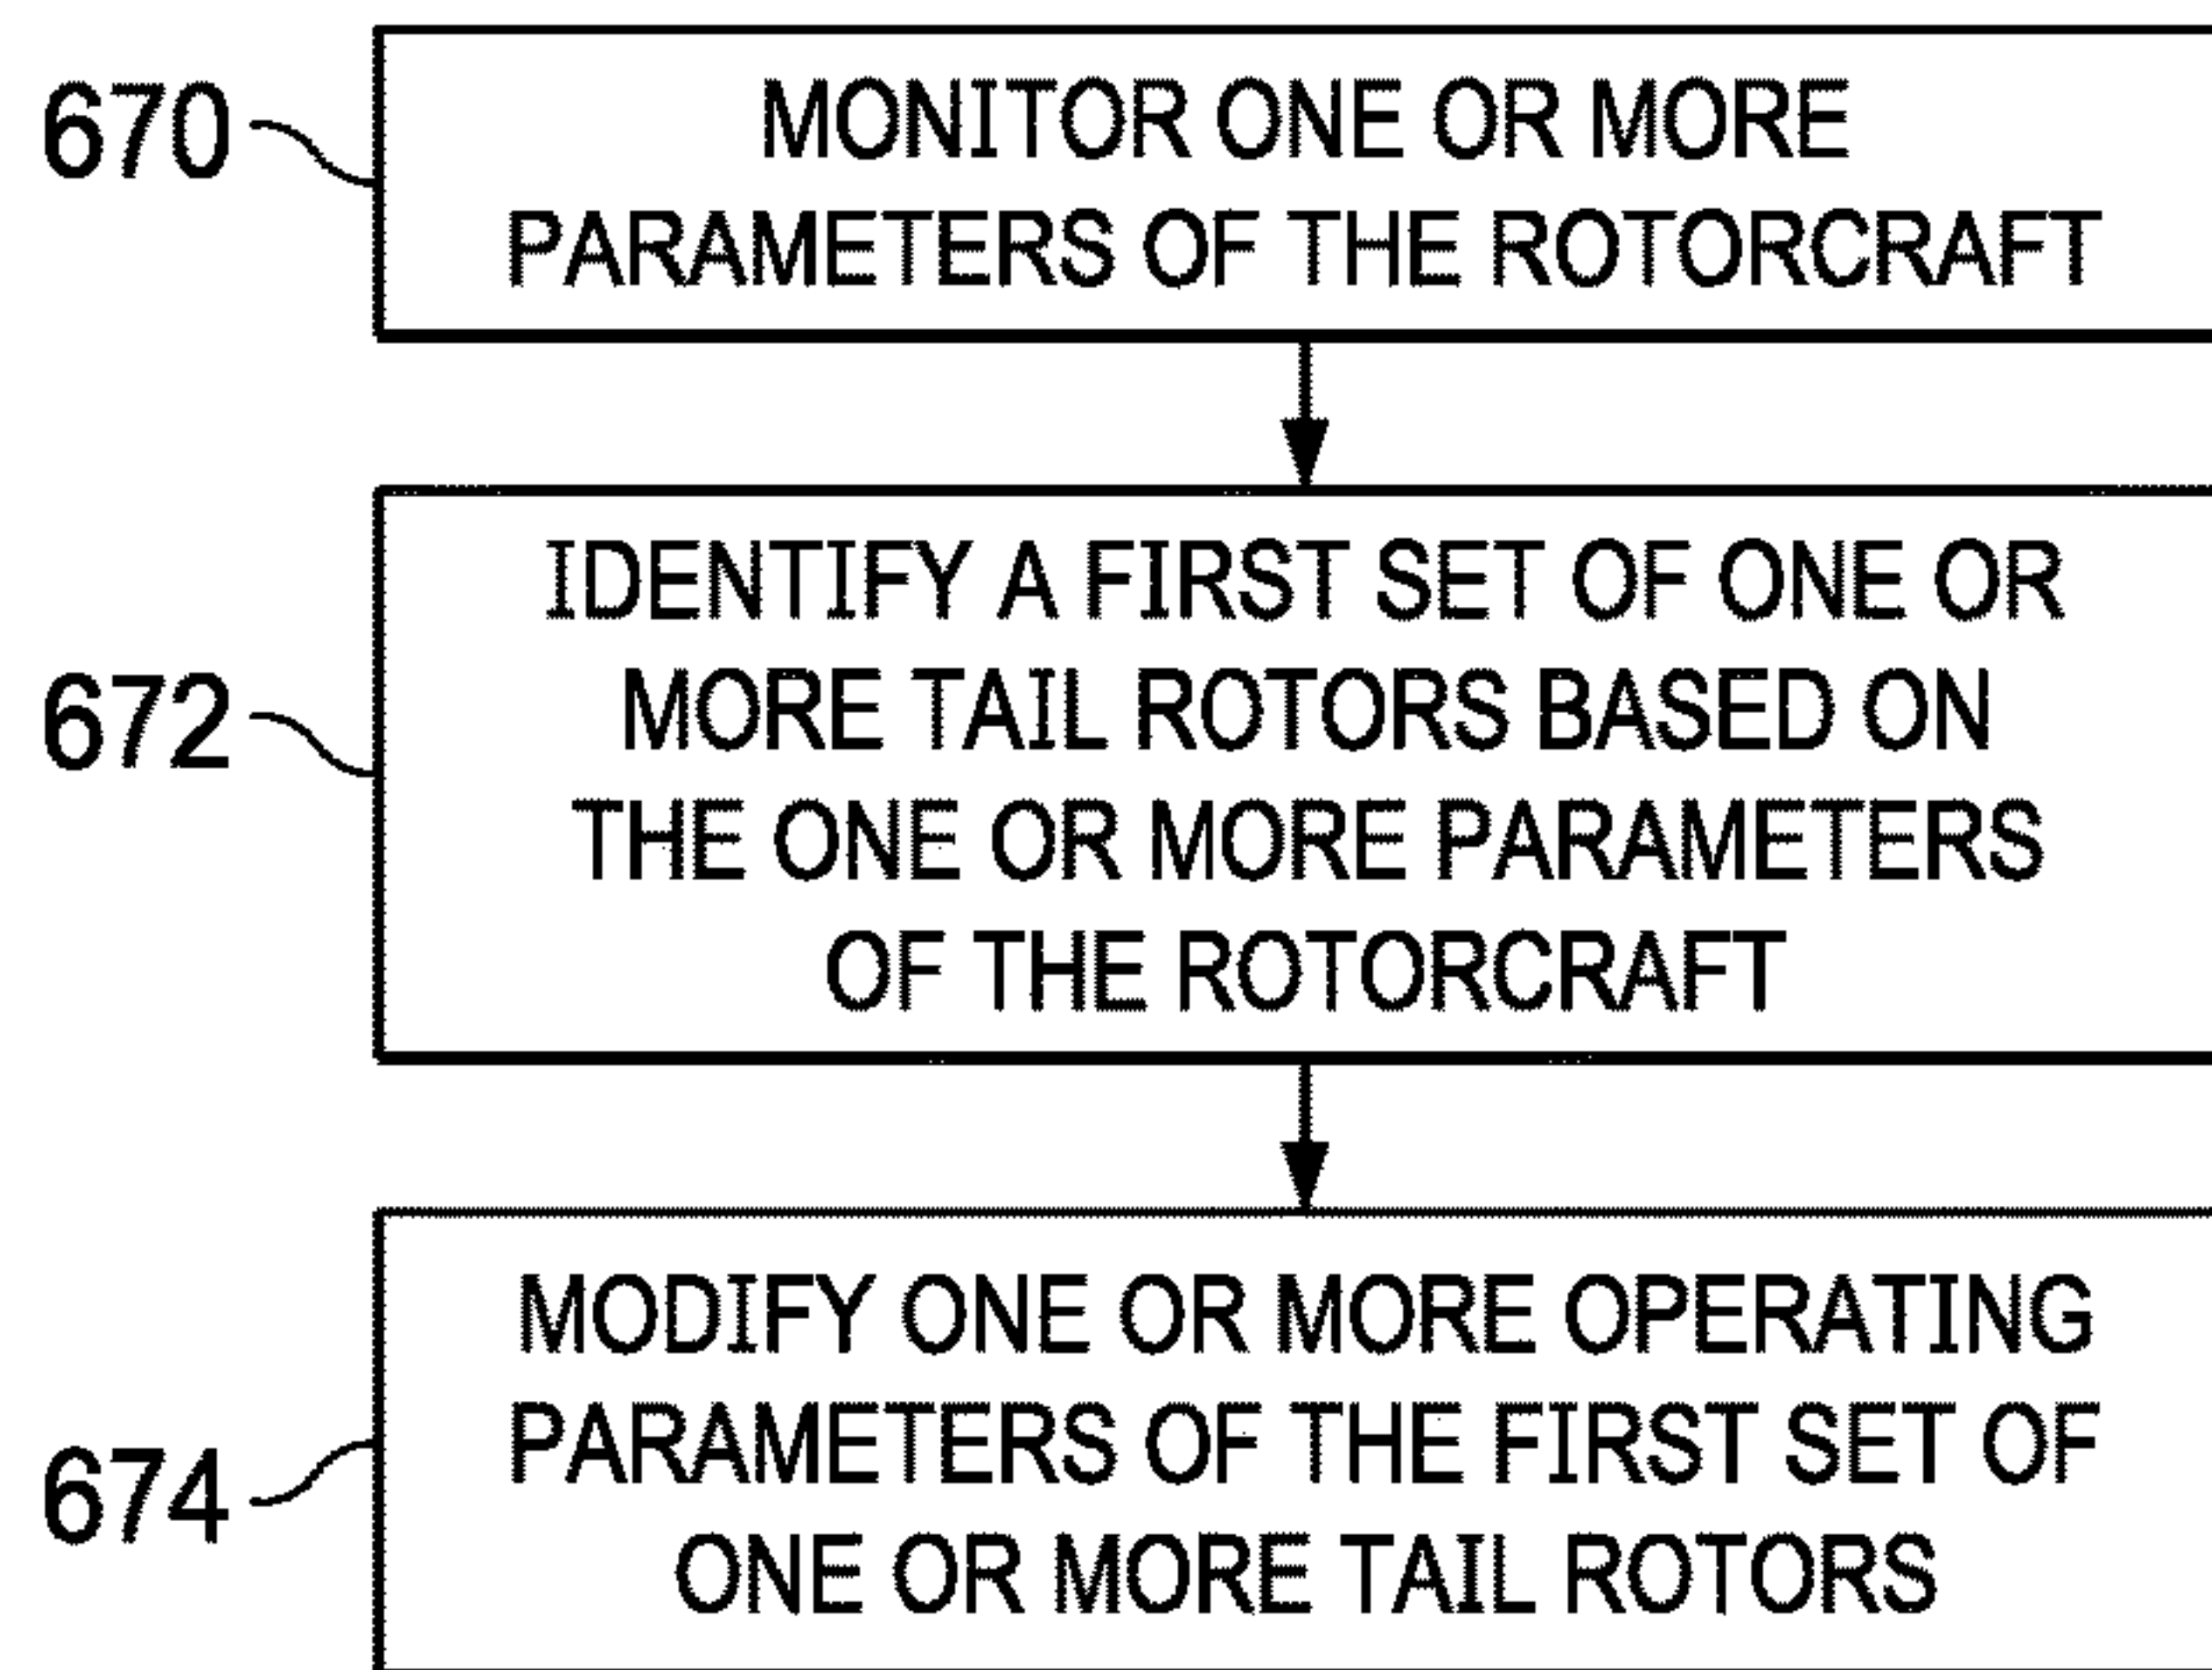 670
MONITOR ONE OR MORE
PARAMETERS OF THE ROTORCRAFT
672
IDENTIFY A FIRST SET OF ONE OR
MORE TAIL ROTORS BASED ON
THE ONE OR MORE PARAMETERS
OF THE ROTORCRAFT
674
MODIFY ONE OR MORE OPERATING
PARAMETERS OF THE FIRST SET OF
ONE OR MORE TAIL ROTORS